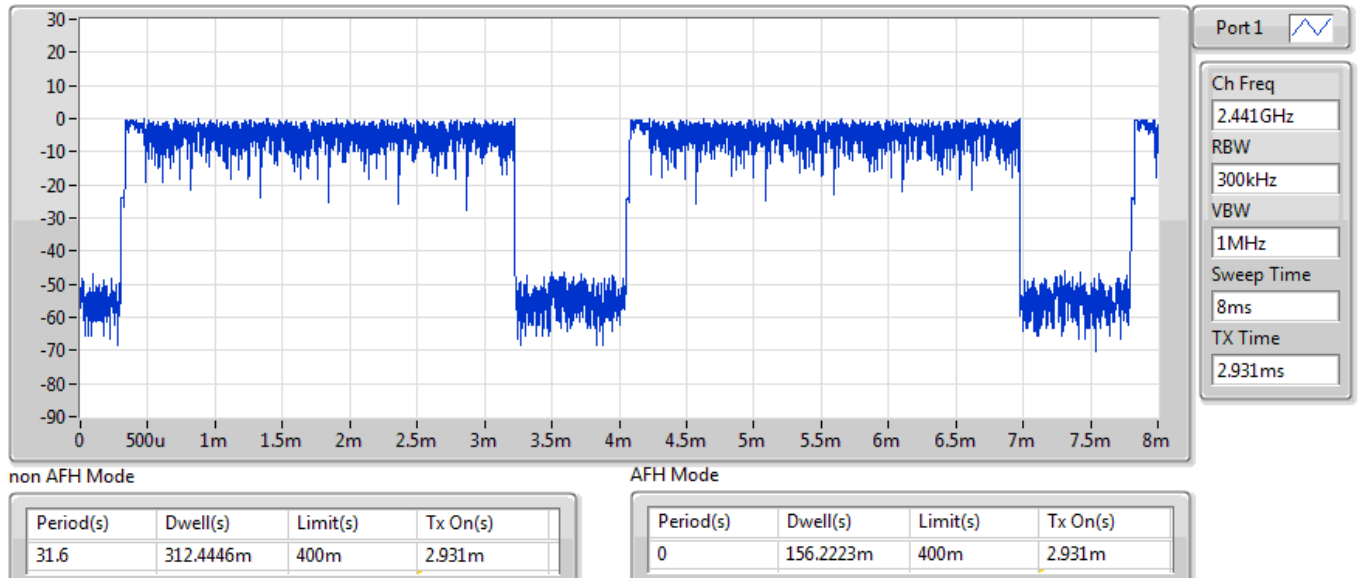 30
20
10
0
-10
-20
-30
-40
-50
-60
-70
-80
-90
0 500u 1m 1.5m 2m 2.5m 3m 3.5m 4m 4.5m 5m 5.5m 6m 6.5m 7m 7.5m 8m
Port 1
Ch Freq
2.441GHz
RBW
300kHz
VBW
1MHz
Sweep Time
8ms
TX Time
2.931ms
non AFH Mode
Period(s) Dwell(s) Limit(s) Tx On(s)
31.6 312.4446m 400m 2.931m
AFH Mode
Period(s) Dwell(s) Limit(s) Tx On(s)
0 156.2223m 400m 2.931m